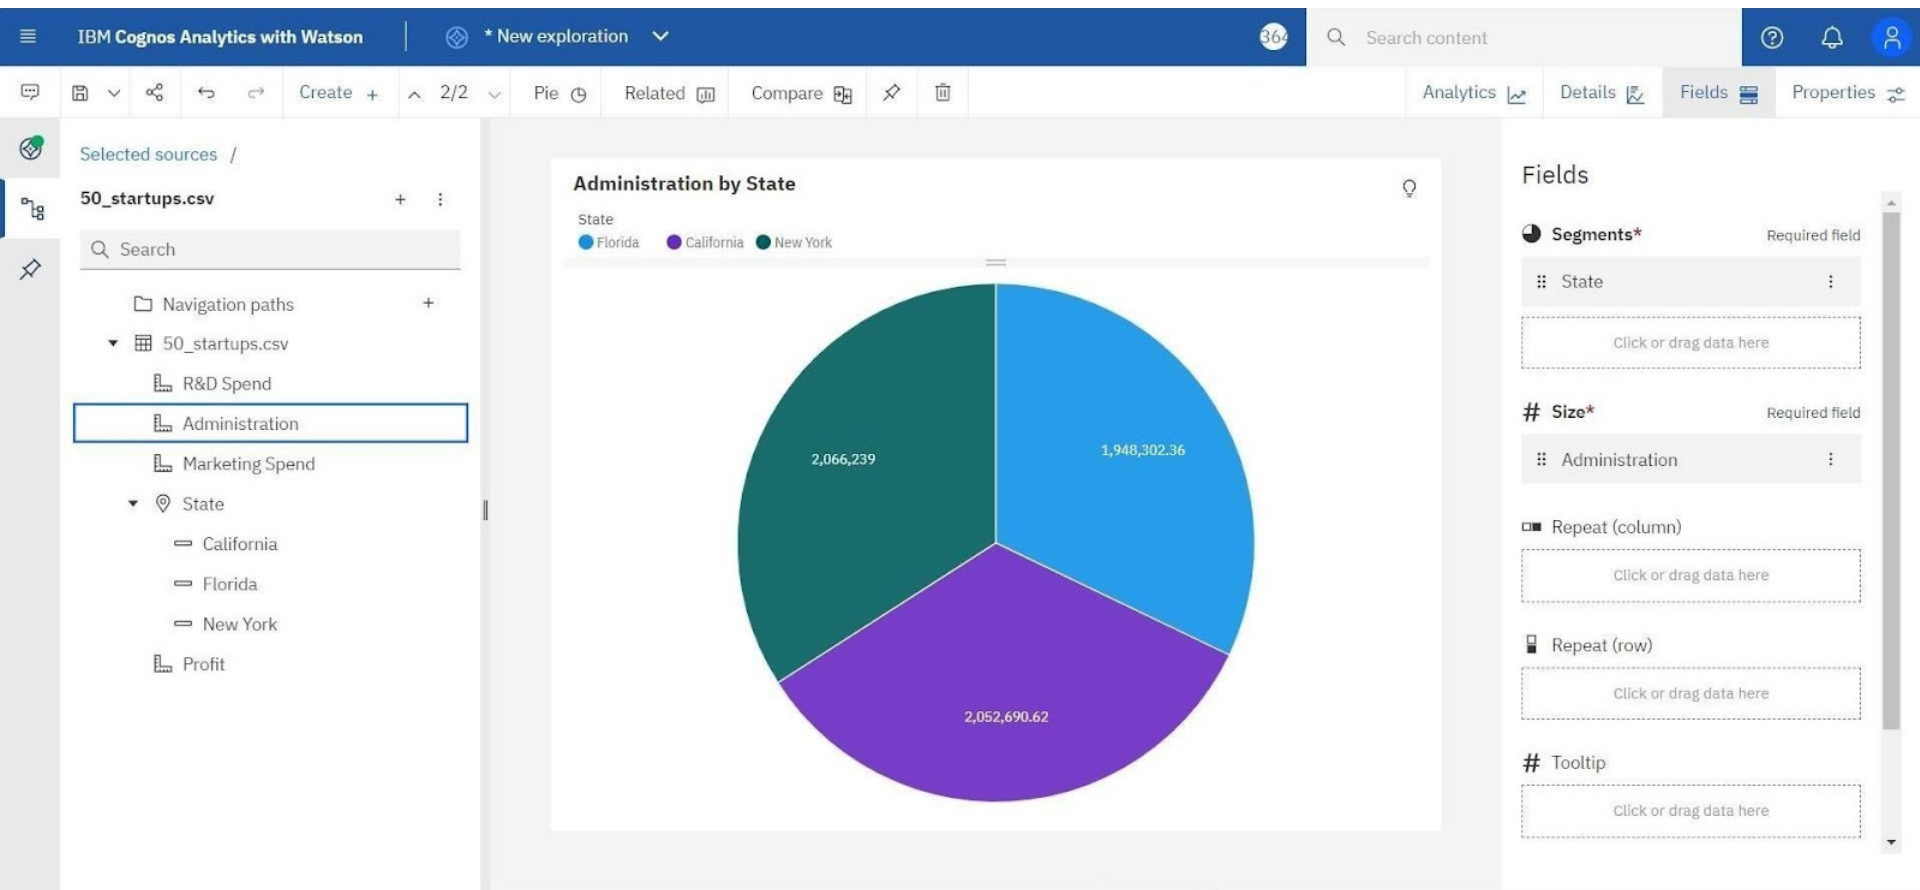 IBM Cognos Analytics with Watson
* New exploration
364
Search content
Create +
2/2
Pie
Related
Compare
Analytics
Details
Fields
Properties
Selected sources /
50_startups.csv
Search
Navigation paths
50_startups.csv
R&D Spend
Administration
Marketing Spend
State
California
Florida
New York
Profit
Administration by State
State
Florida California New York
2,066,239
1,948,302.36
2,052,690.62
Fields
Segments* Required field
State
Click or drag data here
# Size* Required field
Administration
Repeat (column)
Click or drag data here
Repeat (row)
Click or drag data here
# Tooltip
Click or drag data here